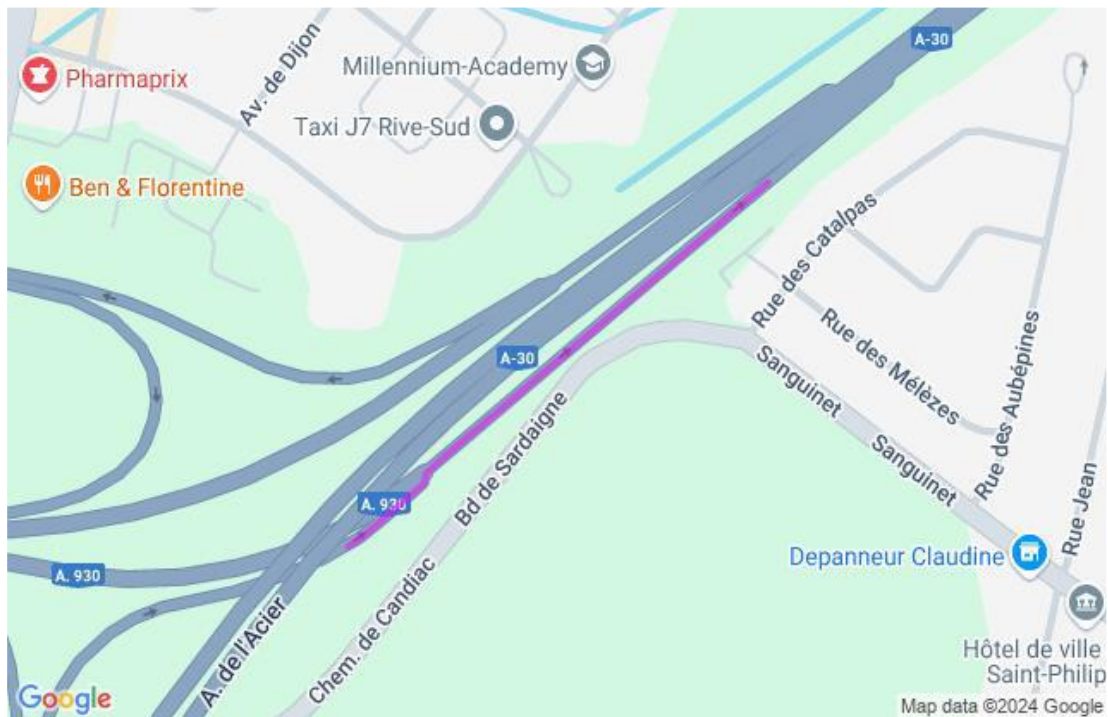 A-30
Av. de Dijon
Millennium-Academy
Pharmaprix
Taxi J7 Rive-Sud
Ben & Florentine
Rue des Catalpas
A-30
Rue des Mélèzes
Rue des Aubépines
Sanguinet
Sanguinet
Bd de Sardaigne
A. 930
Rue Jean
Depanneur Claudine
A. 930
A. de l'Acier
Chem. de Candiac
Hôtel de ville
Saint-Philip
Google
Map data ©2024 Google